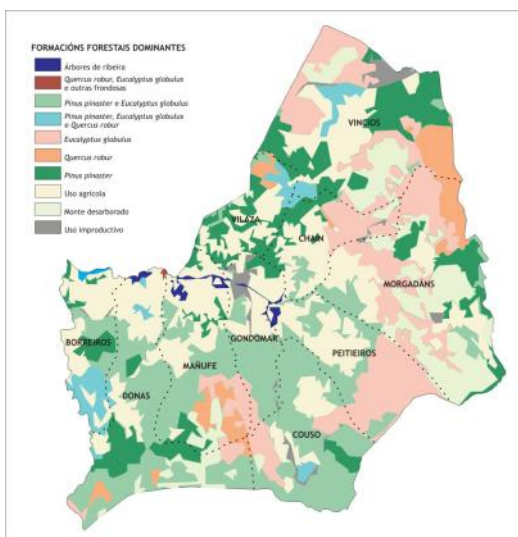 FORMACIÓNS FORESTAIS DOMINANTES
Árbores de ribeira
Quercus robur, Eucalyptus globulus
e outras frondosas
Pinus pinaster e Eucalyptus globulus
Pinus pinaster, Eucalyptus globulus
e Quercus robur
Eucalyptus globulus
Quercus robur
Pinus pinaster
Uso agrícola
Monte desarborado
Uso improductivo
VINCIOS
VILAZA
CHAÍN
MORGADÁNS
GONDOMAR
BORREIROS
PEITIEIROS
MAÑUFE
DONAS
COUSO